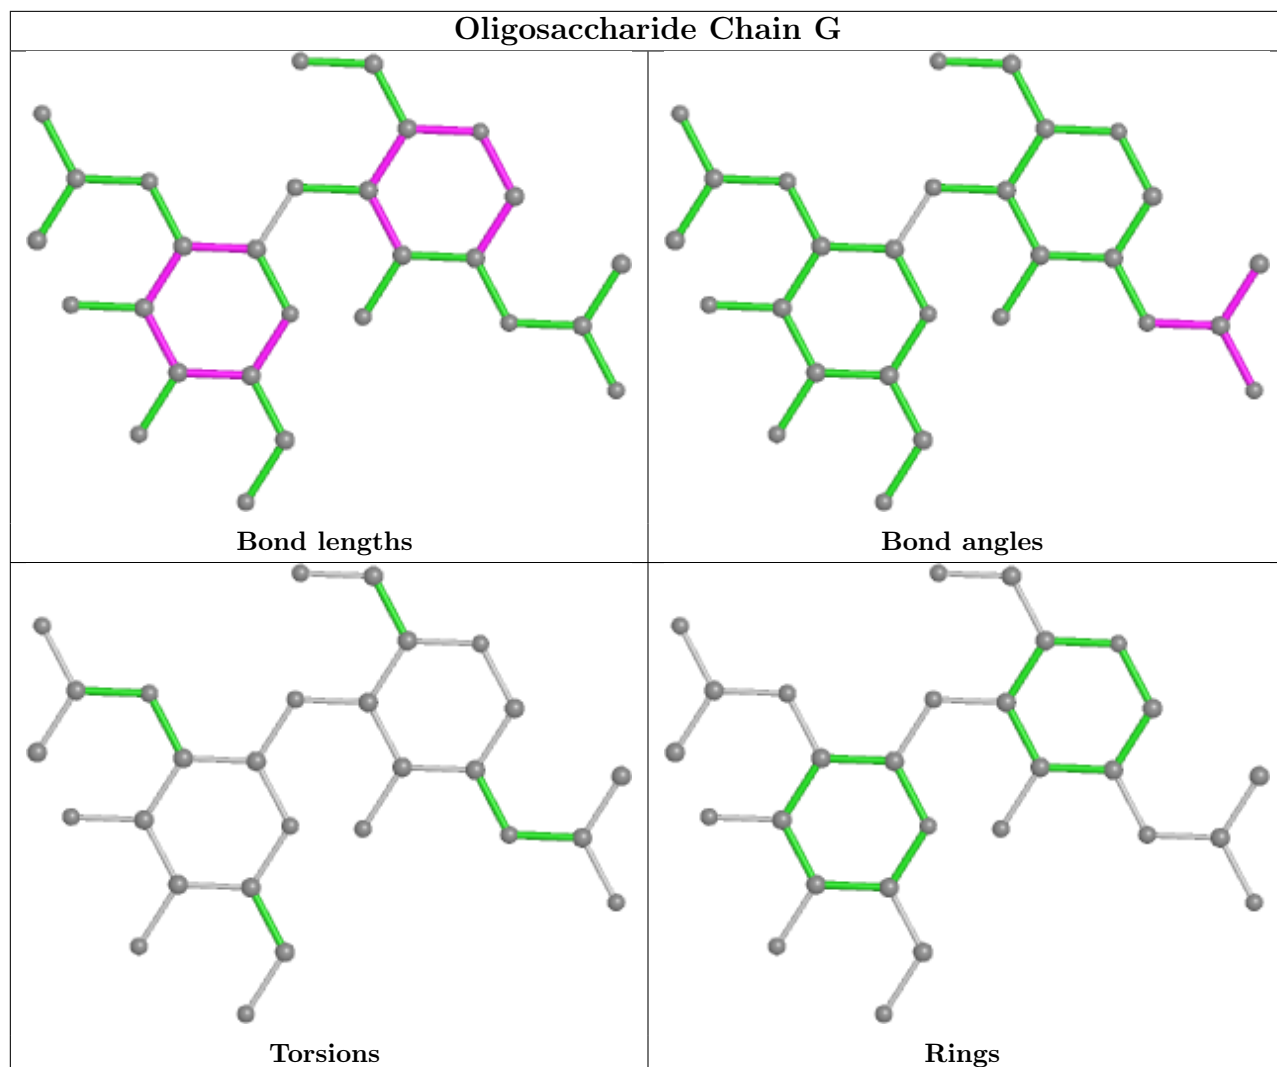 Oligosaccharide Chain G
Bond lengths
Bond angles
Torsions
Rings